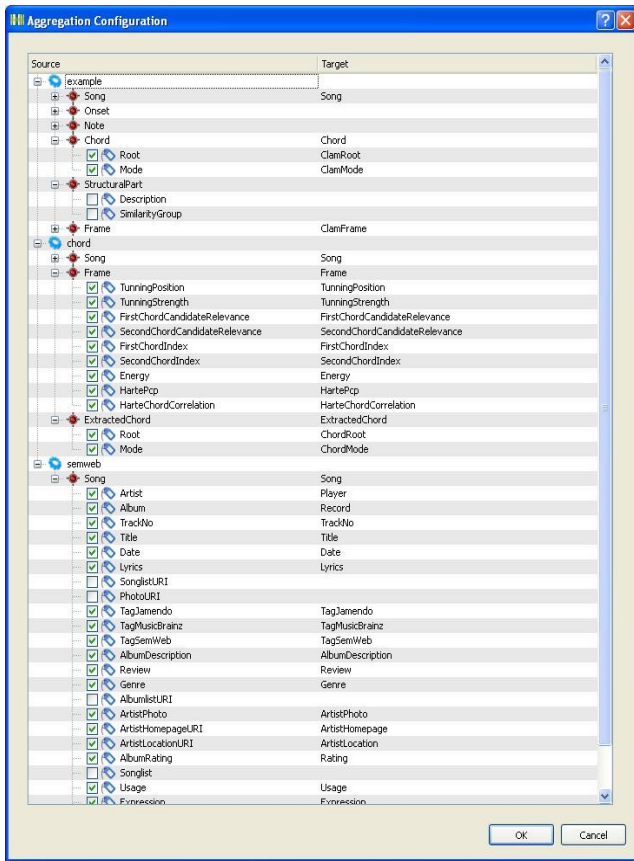 Aggregation Configuration
Source Target
example
Song Song
Onset
Note
Chord Chord
Root ClamRoot
Mode ClamMode
StructuralPart
Description
SimilarityGroup
Frame ClamFrame
chord
Song Song
Frame Frame
TunningPosition TunningPosition
TunningStrength TunningStrength
FirstChordCandidateRelevance FirstChordCandidateRelevance
SecondChordCandidateRelevance SecondChordCandidateRelevance
FirstChordIndex FirstChordIndex
SecondChordIndex SecondChordIndex
Energy Energy
HartePcp HartePcp
HarteChordCorrelation HarteChordCorrelation
ExtractedChord ExtractedChord
Root ChordRoot
Mode ChordMode
semweb
Song Song
Artist Player
Album Record
TrackNo TrackNo
Title Title
Date Date
Lyrics Lyrics
SonglistURI
PhotoURI
TagJamendo TagJamendo
TagMusicBrainz TagMusicBrainz
TagSemWeb TagSemWeb
AlbumDescription AlbumDescription
Review Review
Genre Genre
AlbumlistURI
ArtistPhoto ArtistPhoto
ArtistHomepageURI ArtistHomepage
ArtistLocationURI ArtistLocation
AlbumRating Rating
Songlist
Usage Usage
Expression Expression
OK Cancel